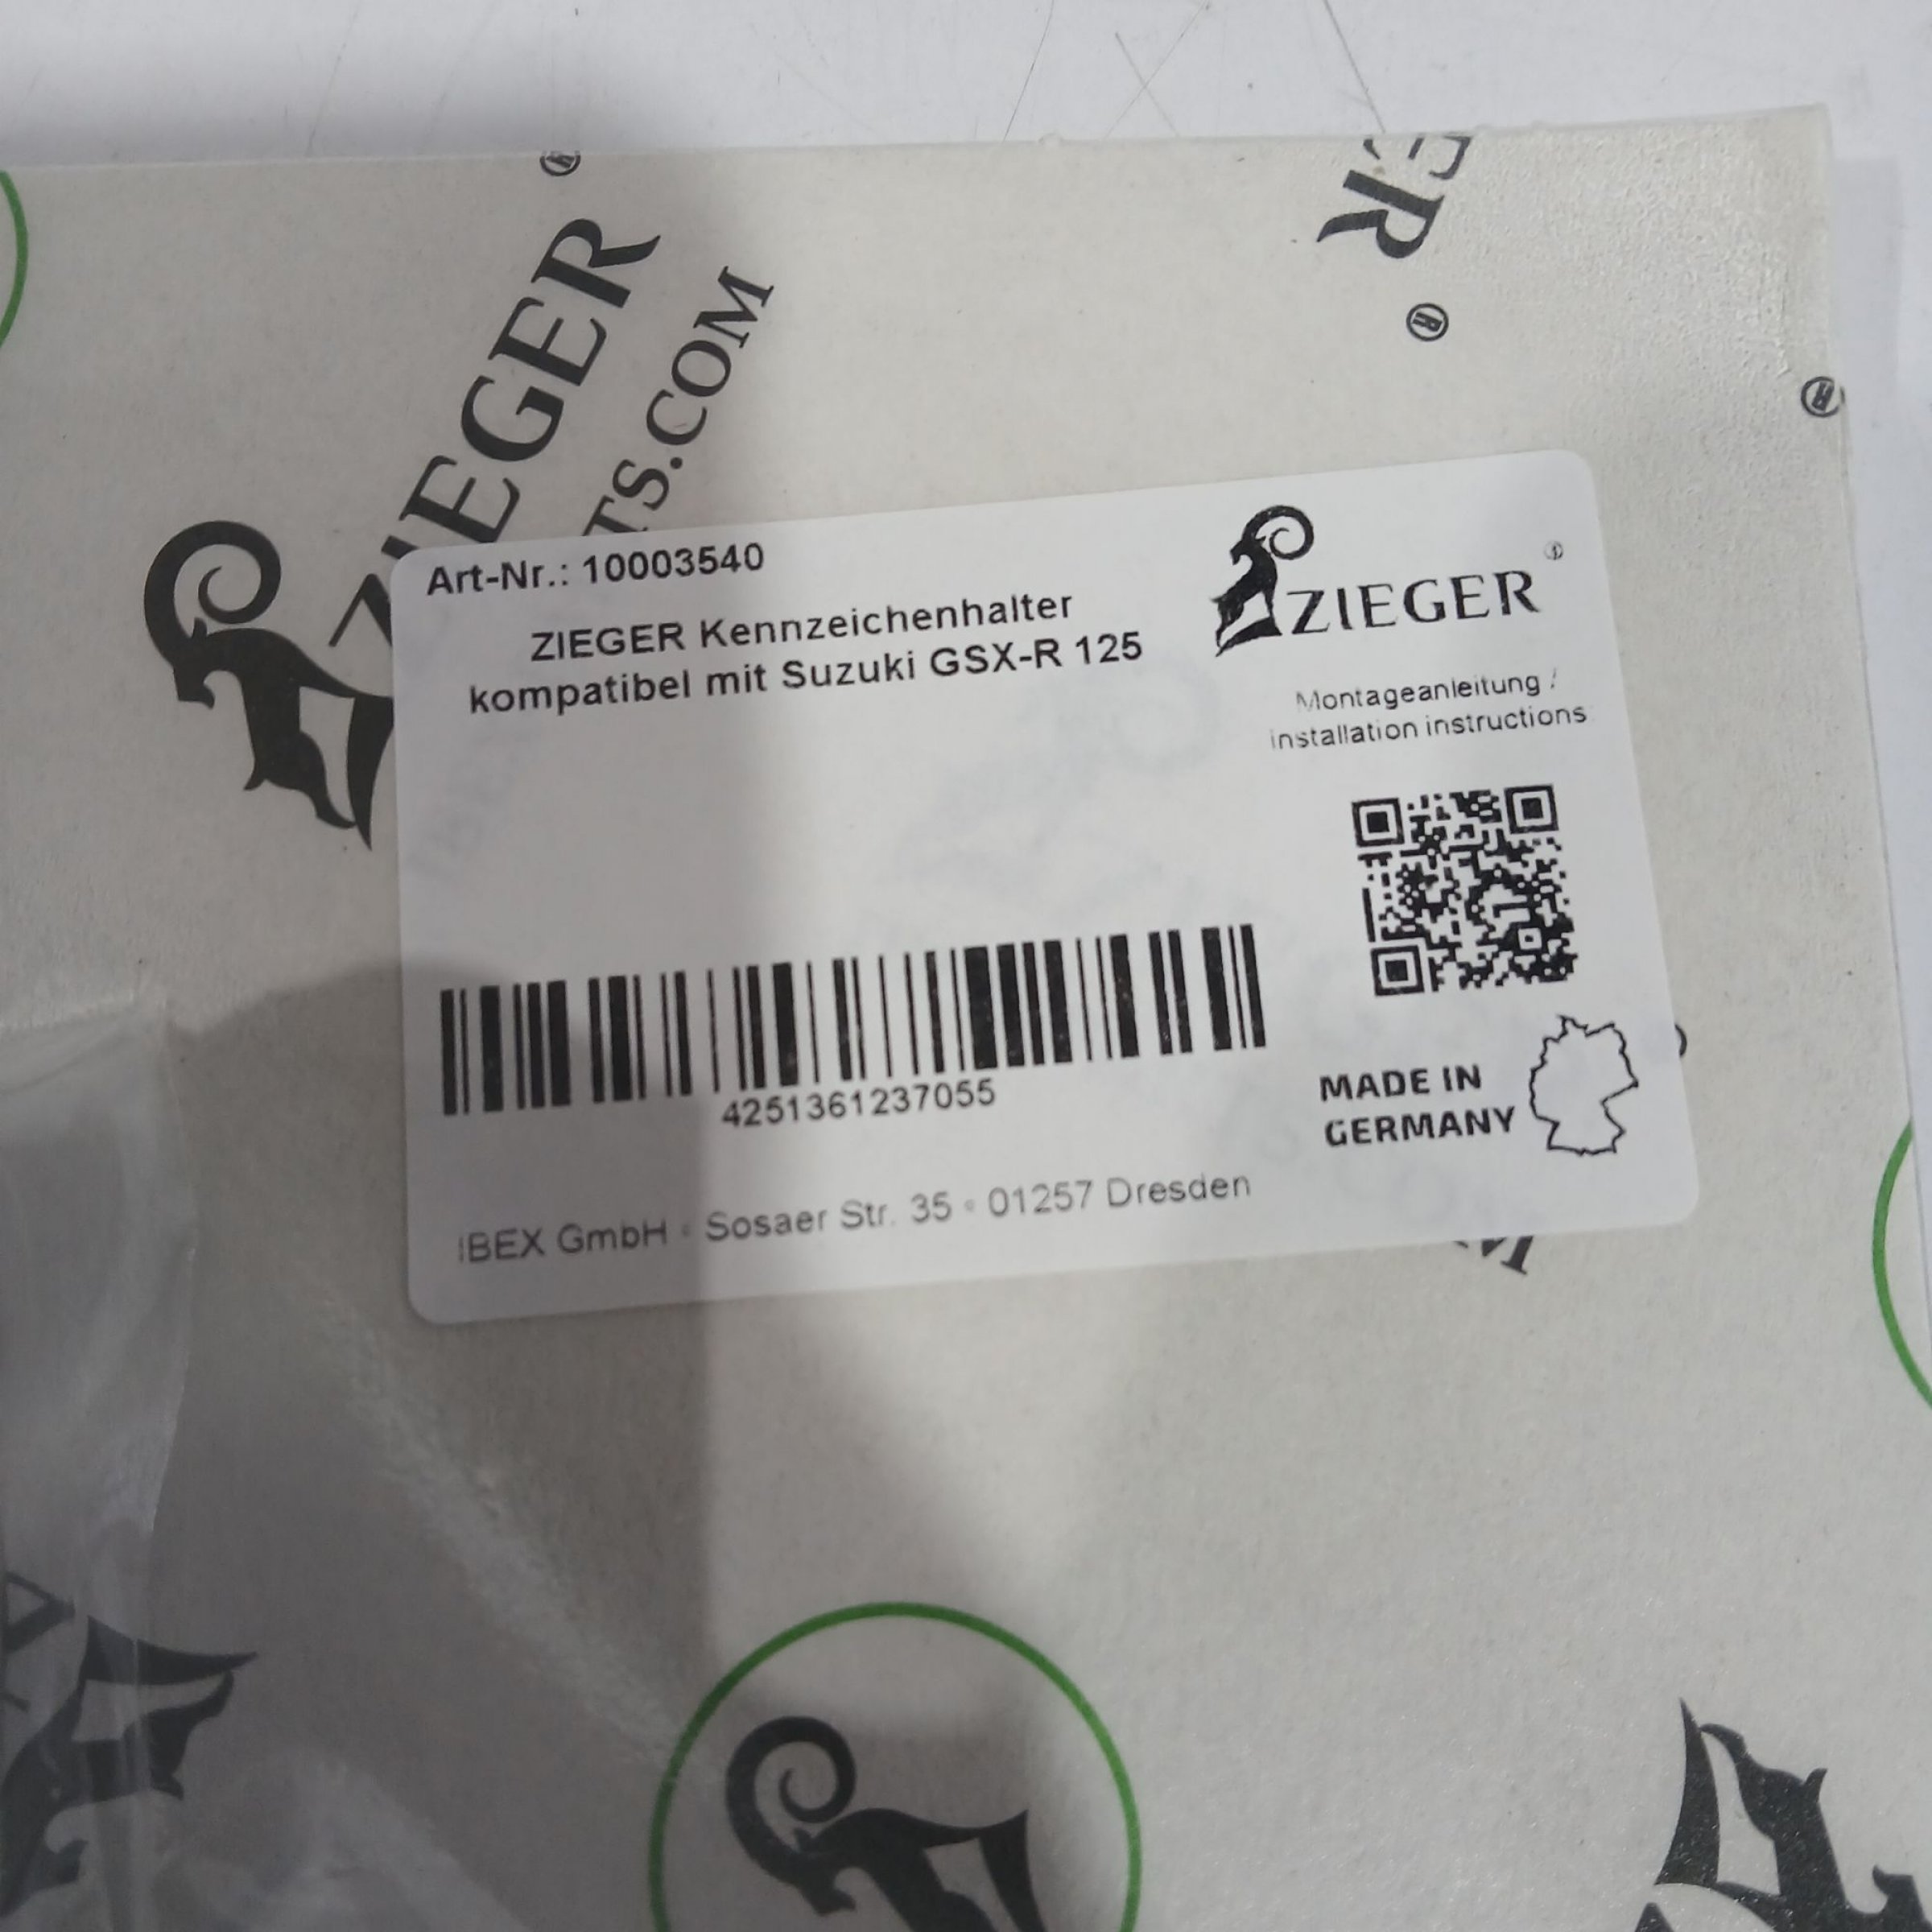 ZIEGER
TS.COM
ER
Art-Nr.: 10003540
ZIEGER Kennzeichenhalter
kompatibel mit Suzuki GSX-R 125
ZIEGER
Montageanleitung /
installation instructions
4251361237055
MADE IN
GERMANY
IBEX GmbH • Sosaer Str. 35 • 01257 Dresden